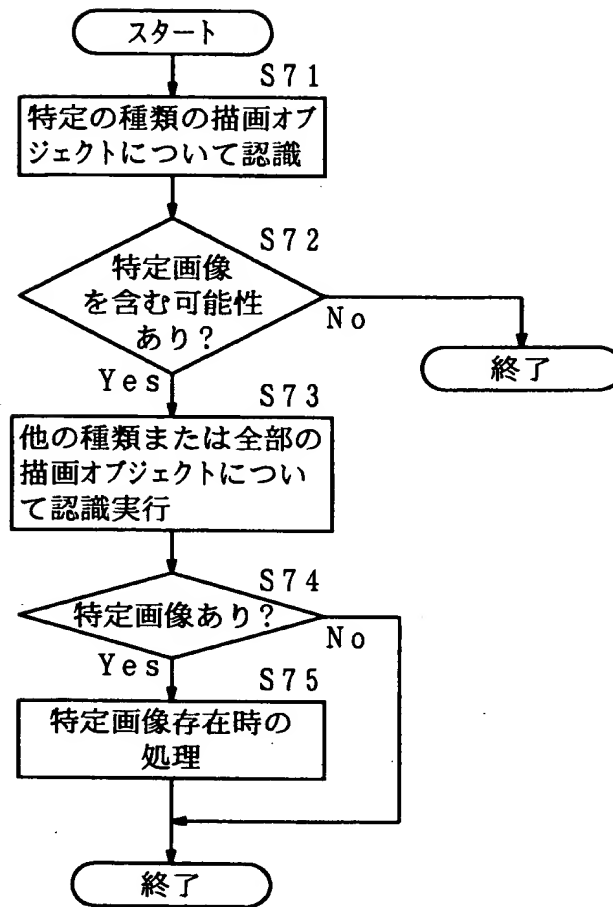 スタート
S71
特定の種類の描画オブ
ジェクトについて認識
S72
特定画像
を含む可能性
あり?
No
終了
Yes
S73
他の種類または全部の
描画オブジェクトについ
て認識実行
S74
特定画像あり?
No
Yes
S75
特定画像存在時の
処理
終了